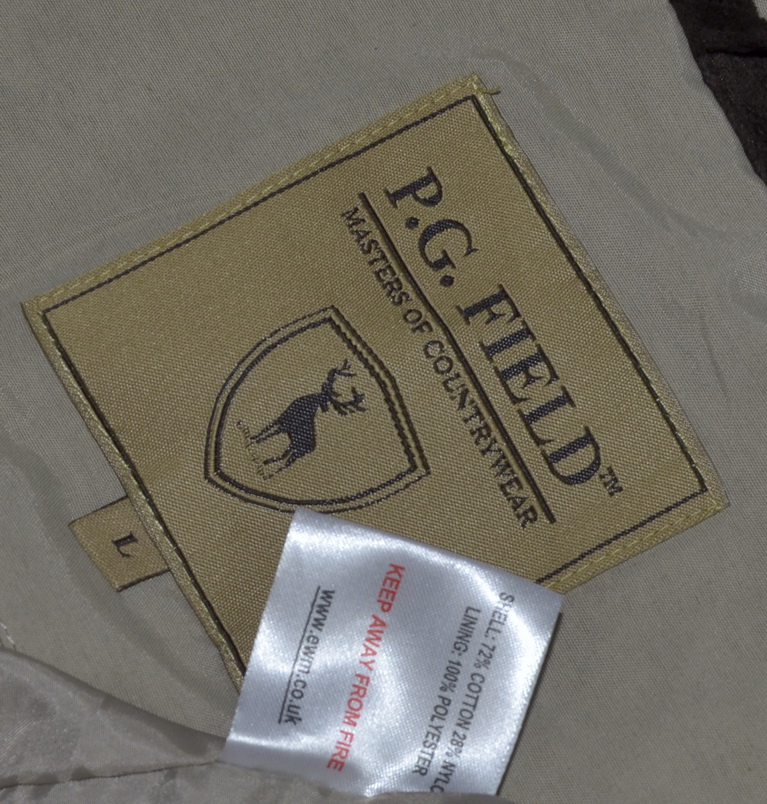 P.G. FIELD™
MASTERS OF COUNTRYWEAR
L
SHELL: 72% COTTON 28%
LINING: 100% POLYESTER
KEEP AWAY FROM FIRE
www.ewm.co.uk